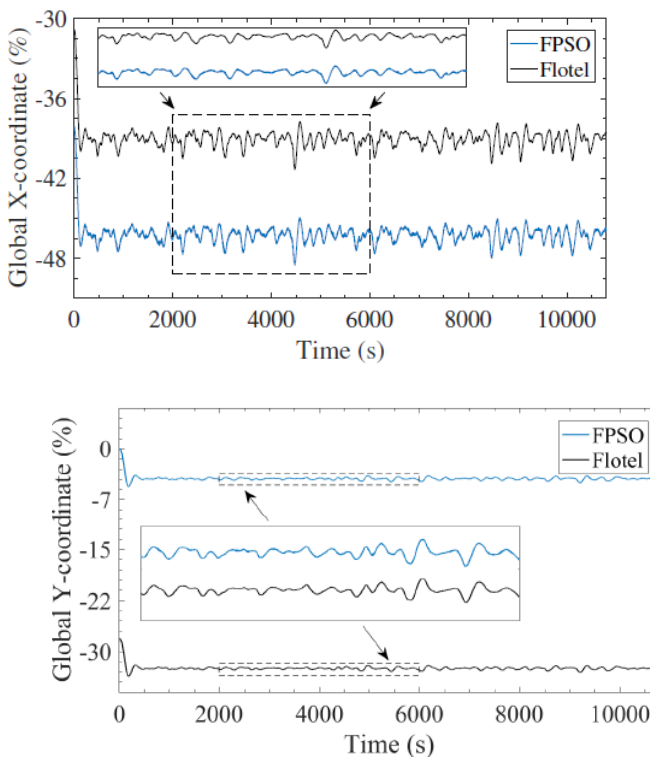 Global X-coordinate (%)
-30
-36
-42
-48
FPSO
Flotel
0
2000
4000
6000
8000
10000
Time (s)
Global Y-coordinate (%)
0
-7
-15
-22
-30
FPSO
Flotel
0
2000
4000
6000
8000
10000
Time (s)